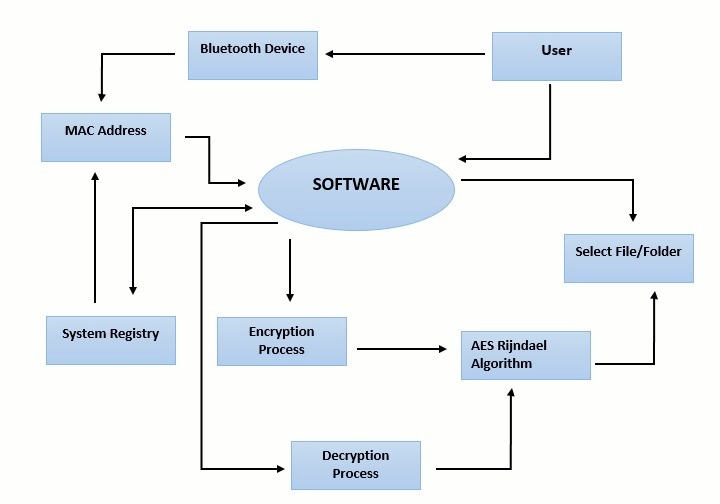 Bluetooth Device
User
MAC Address
SOFTWARE
Select File/Folder
System Registry
Encryption
Process
AES Rijndael
Algorithm
Decryption
Process